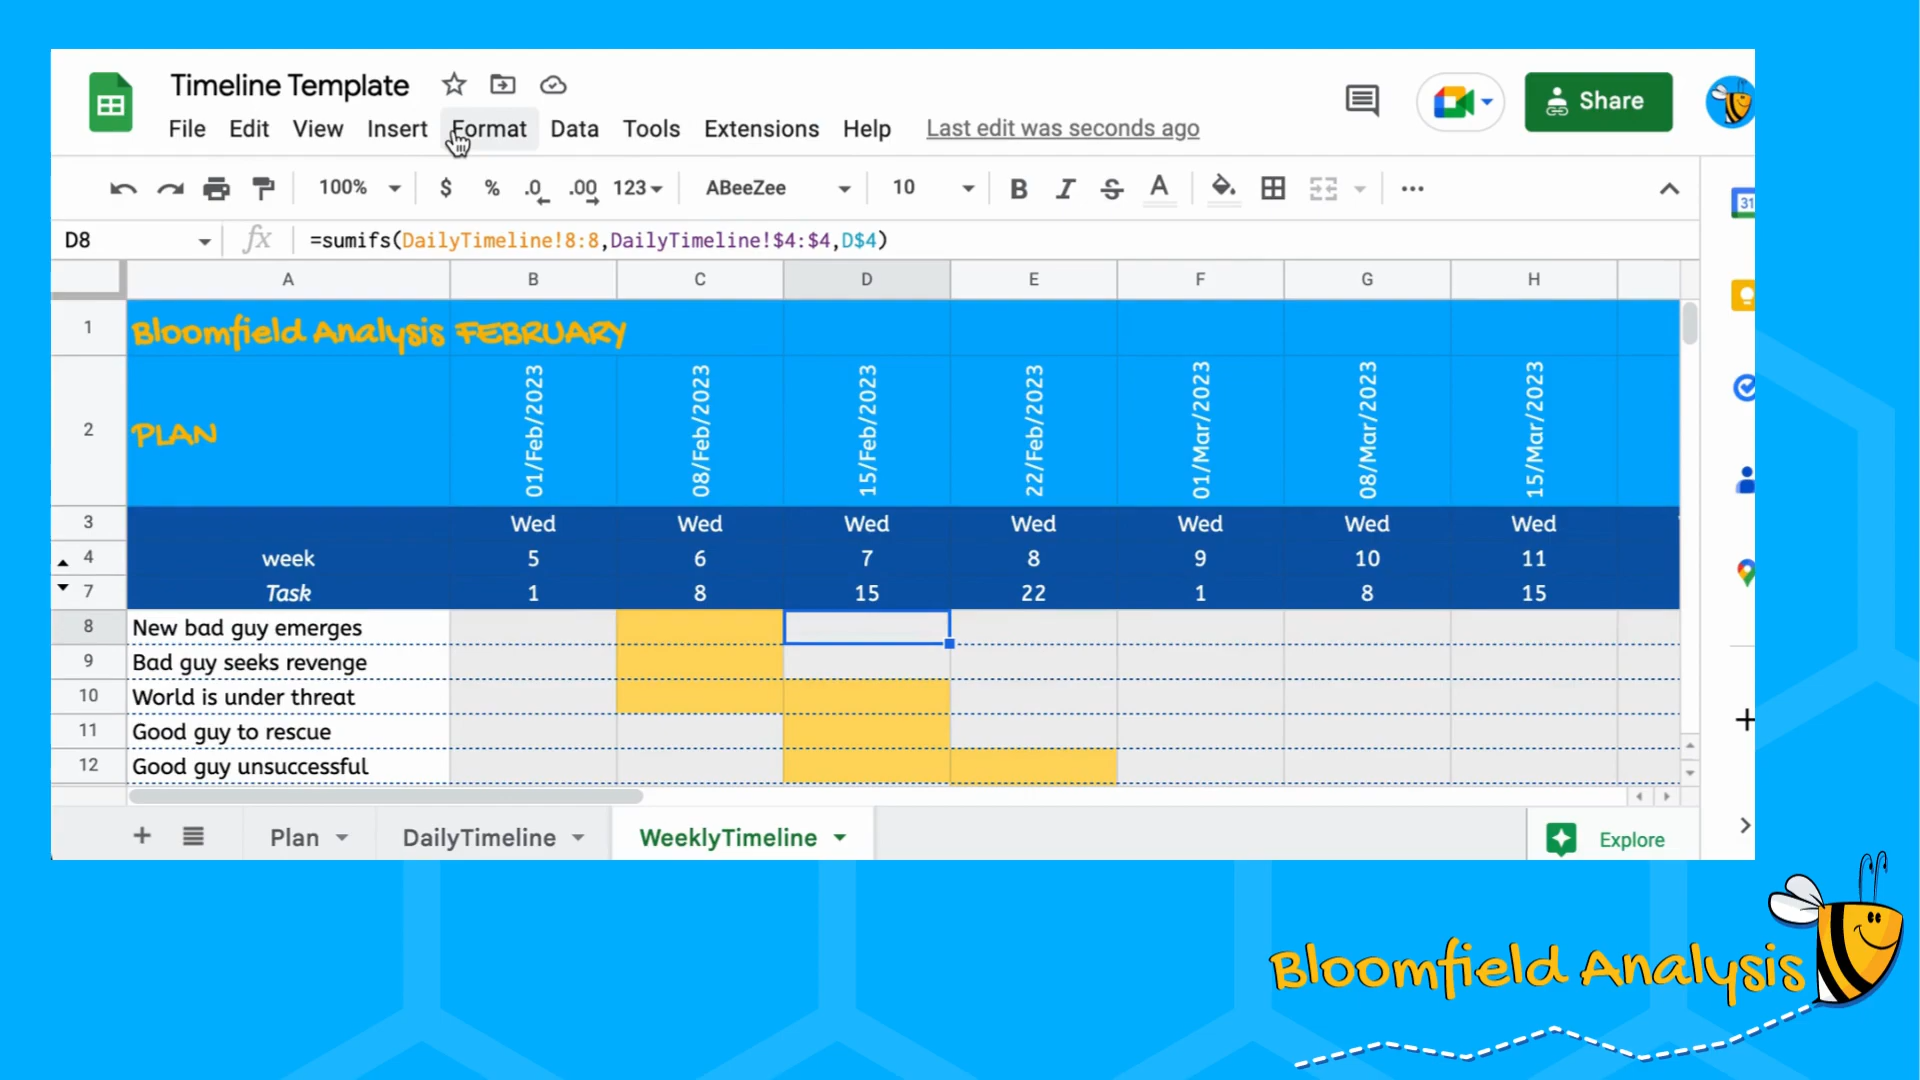 Timeline Template
File Edit View Insert Format Data Tools Extensions Help Last edit was seconds ago
Share
100% $ % .0 .00 123 ABeeZee 10 B I S A
31
D8 fx =sumifs(DailyTimeline!8:8,DailyTimeline!$4:$4,D$4)
A B C D E F G H
1 Bloomfield Analysis FEBRUARY
2 PLAN 01/Feb/2023 08/Feb/2023 15/Feb/2023 22/Feb/2023 01/Mar/2023 08/Mar/2023 15/Mar/2023
3 Wed Wed Wed Wed Wed Wed Wed
4 week 5 6 7 8 9 10 11
7 Task 1 8 15 22 1 8 15
8 New bad guy emerges
9 Bad guy seeks revenge
10 World is under threat
11 Good guy to rescue
12 Good guy unsuccessful
Plan DailyTimeline WeeklyTimeline Explore
Bloomfield Analysis